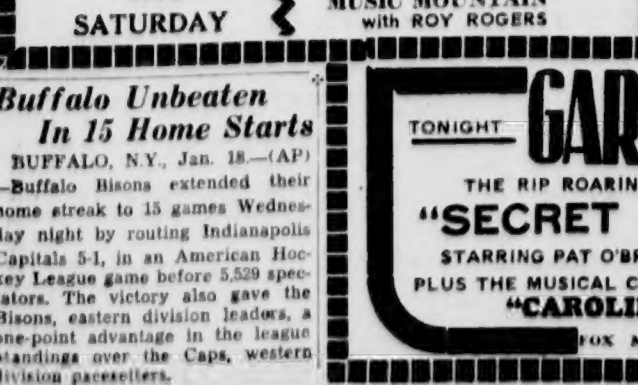 SATURDAY
MUSIC MOUNTAIN
with ROY ROGERS
Buffalo Unbeaten
In 15 Home Starts
BUFFALO, N.Y., Jan. 18.—(AP)
—Buffalo Bisons extended their
home streak to 15 games Wednes-
day night by routing Indianapolis
Capitals 5-1, in an American Hoc-
key League game before 5,529 spec-
tators. The victory also gave the
Bisons, eastern division leaders, a
one-point advantage in the league
standings over the Caps, western
division pacesetters.
GAR
TONIGHT
THE RIP ROARIN
"SECRET
STARRING PAT O'BR
PLUS THE MUSICAL C
"CAROLI
FOX